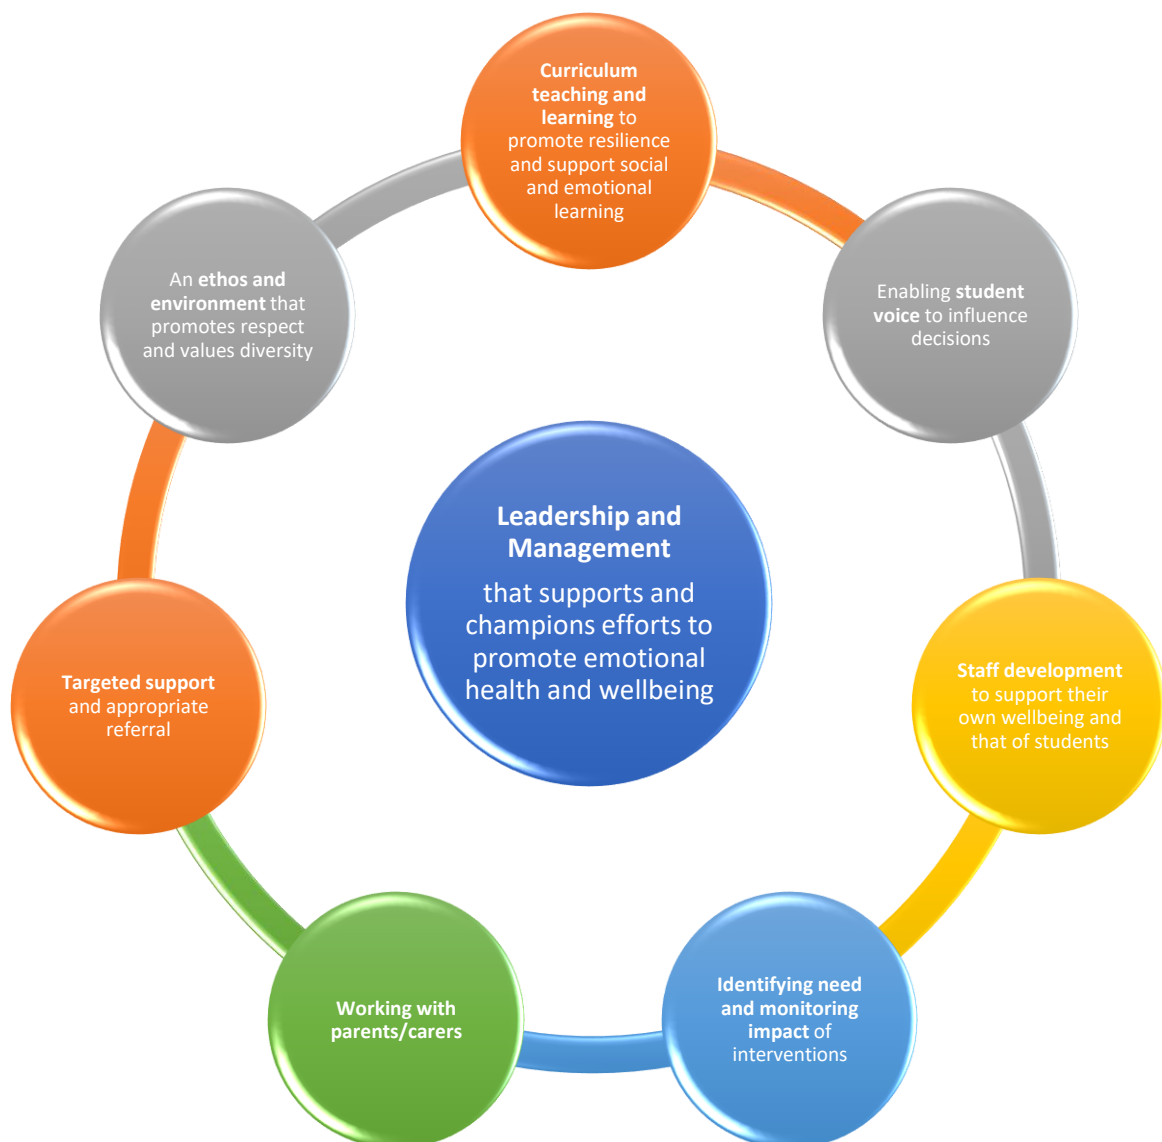 Curriculum
teaching and
learning to
promote resilience
and support social
and emotional
learning
Enabling student
voice to influence
decisions
Staff development
to support their
own wellbeing and
that of students
Identifying need
and monitoring
impact of
interventions
Working with
parents/carers
Targeted support
and appropriate
referral
An ethos and
environment that
promotes respect
and values diversity
Leadership and
Management
that supports and
champions efforts to
promote emotional
health and wellbeing